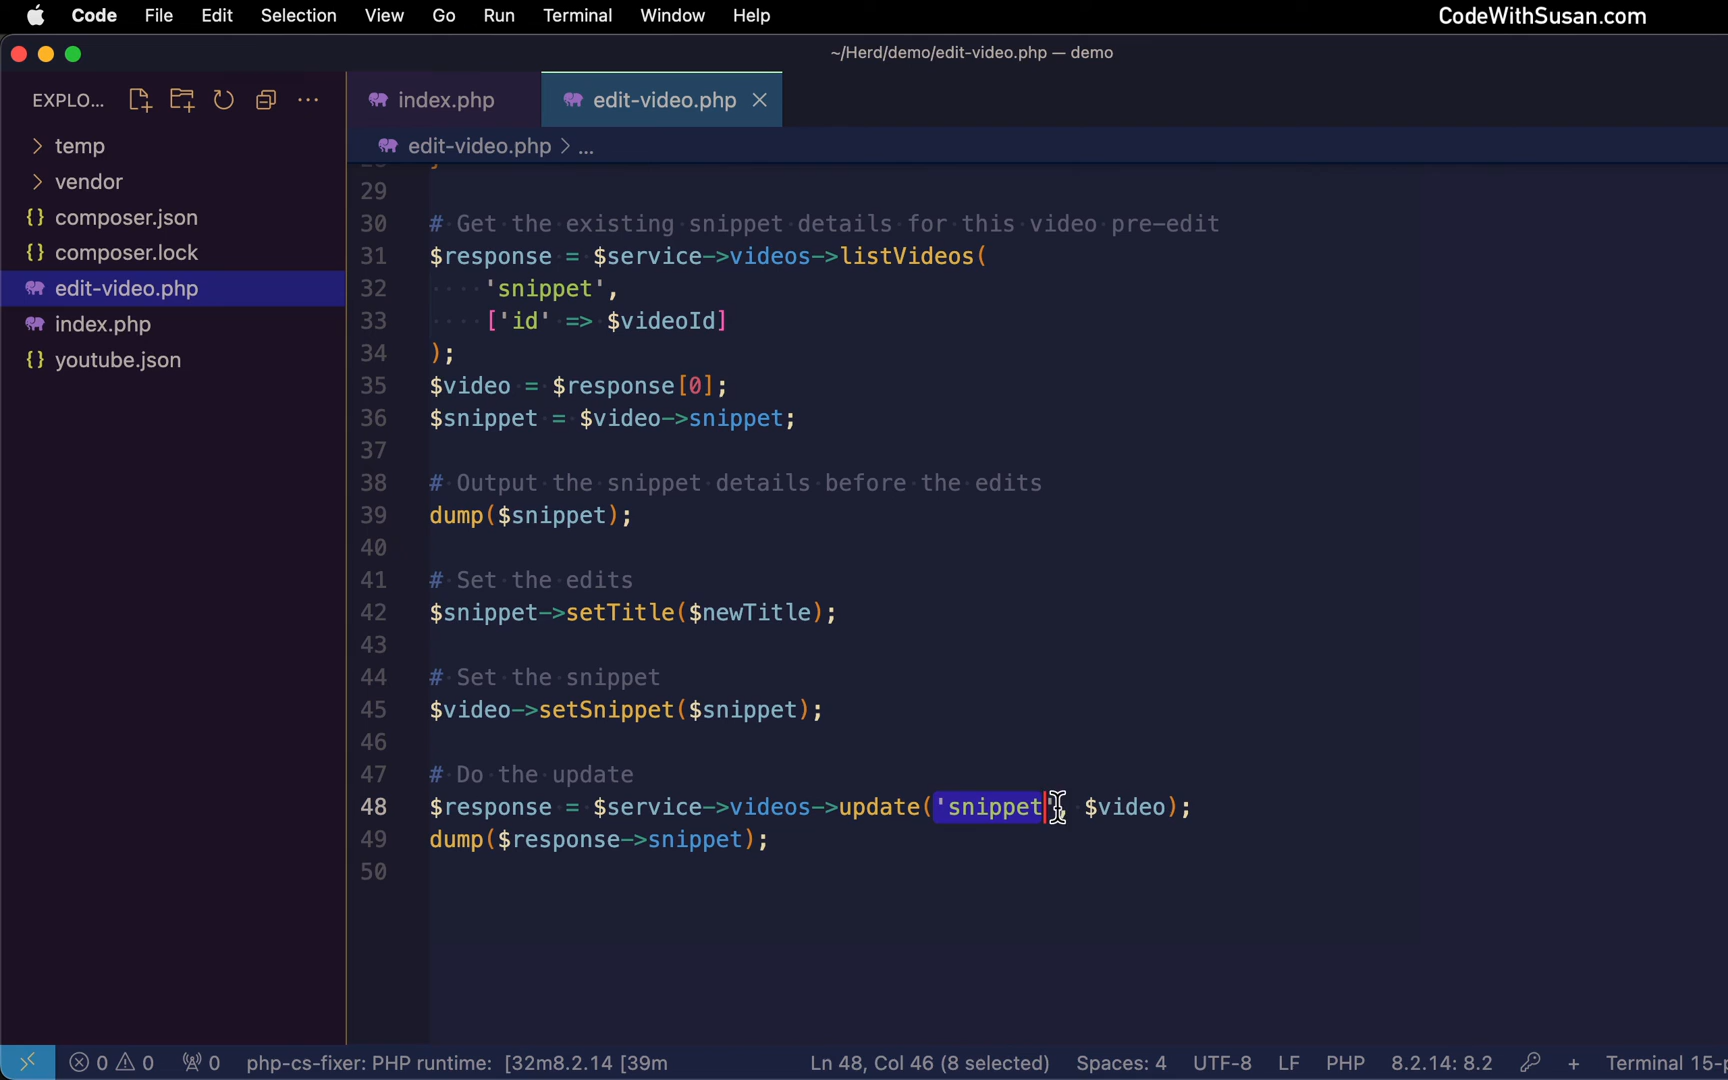 Code File Edit Selection View Go Run Terminal Window Help CodeWithSusan.com
~/Herd/demo/edit-video.php — demo
EXPLO... index.php edit-video.php
edit-video.php > ...
temp
vendor
composer.json
composer.lock
edit-video.php
index.php
youtube.json
29
30 # Get the existing snippet details for this video pre-edit
31 $response = $service->videos->listVideos(
32 'snippet',
33 ['id' => $videoId]
34 );
35 $video = $response[0];
36 $snippet = $video->snippet;
37
38 # Output the snippet details before the edits
39 dump($snippet);
40
41 # Set the edits
42 $snippet->setTitle($newTitle);
43
44 # Set the snippet
45 $video->setSnippet($snippet);
46
47 # Do the update
48 $response = $service->videos->update('snippet', $video);
49 dump($response->snippet);
50
0 0 0 php-cs-fixer: PHP runtime: [32m8.2.14 [39m Ln 48, Col 46 (8 selected) Spaces: 4 UTF-8 LF PHP 8.2.14: 8.2 + Terminal 15-